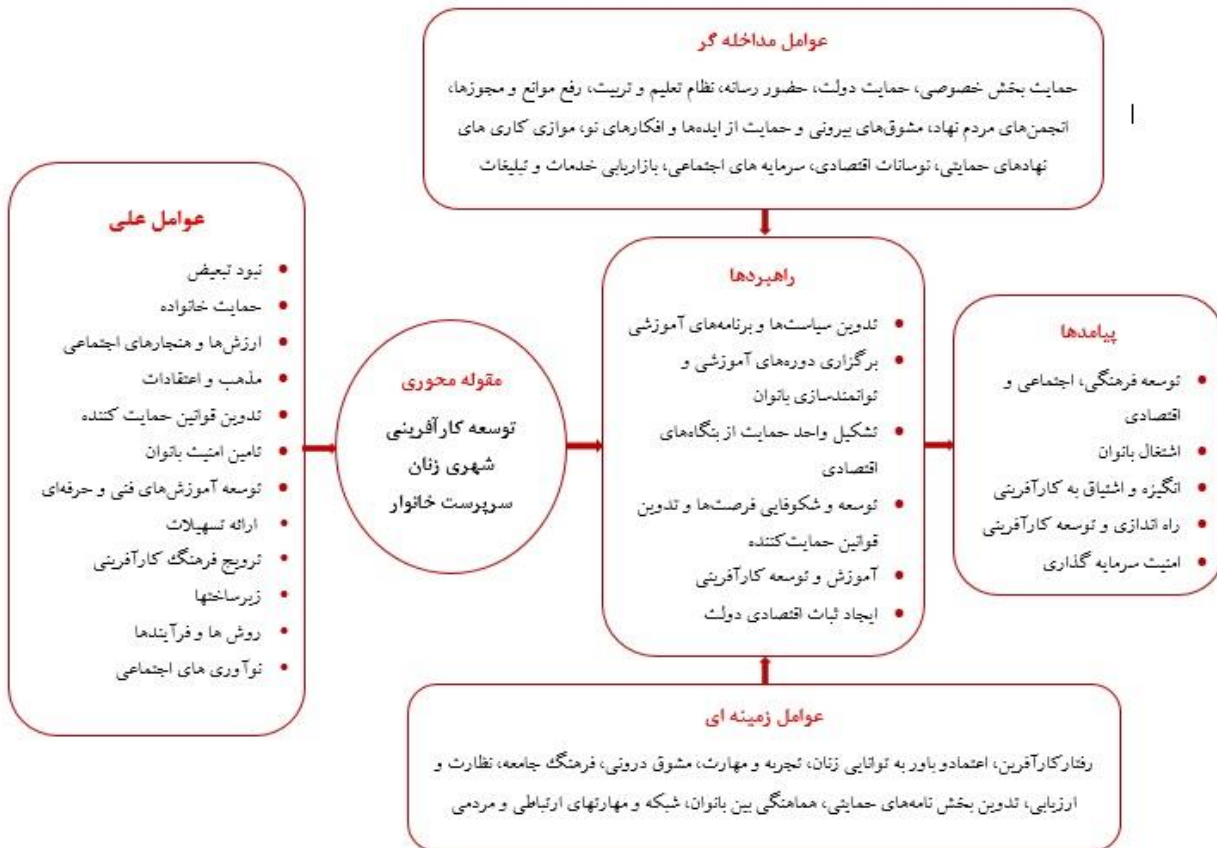 عوامل مداخله گر
حمایت بخش خصوصی، حمایت دولت، حضور رسانه، نظام تعلیم و تربیت، رفع موانع و مجوزها،
انجمن‌های مردم نهاد، مشوق‌های بیرونی و حمایت از ایده‌ها و افکارهای نو، موازی کاری های
نهادهای حمایتی، نوسانات اقتصادی، سرمایه های اجتماعی، بازاریابی خدمات و تبلیغات
عوامل علی
نبود تبعیض
حمایت خانواده
ارزش‌ها و هنجارهای اجتماعی
مذهب و اعتقادات
تدوین قوانین حمایت کننده
تامین امنیت بانوان
توسعه آموزش‌های فنی و حرفه‌ای
ارائه تسهیلات
ترویج فرهنگ کارآفرینی
زیرساختها
روش ها و فرآیندها
نوآوری های اجتماعی
مقوله محوری
توسعه کارآفرینی
شهری زنان
سرپرست خانوار
راهبردها
تدوین سیاست‌ها و برنامه‌های آموزشی
برگزاری دوره‌های آموزشی و
توانمندسازی بانوان
تشکیل واحد حمایت از بنگاه‌های
اقتصادی
توسعه و شکوفایی فرصت‌ها و تدوین
قوانین حمایت‌کننده
آموزش و توسعه کارآفرینی
ایجاد ثبات اقتصادی دولت
پیامدها
توسعه فرهنگی، اجتماعی و
اقتصادی
اشتغال بانوان
انگیزه و اشتیاق به کارآفرینی
راه اندازی و توسعه کارآفرینی
امنیت سرمایه گذاری
عوامل زمینه ای
رفتارکارآفرین، اعتمادو باور به توانایی زنان، تجربه و مهارت، مشوق درونی، فرهنگ جامعه، نظارت و
ارزیابی، تدوین بخش نامه‌های حمایتی، هماهنگی بین بانوان، شبکه و مهارتهای ارتباطی و مردمی